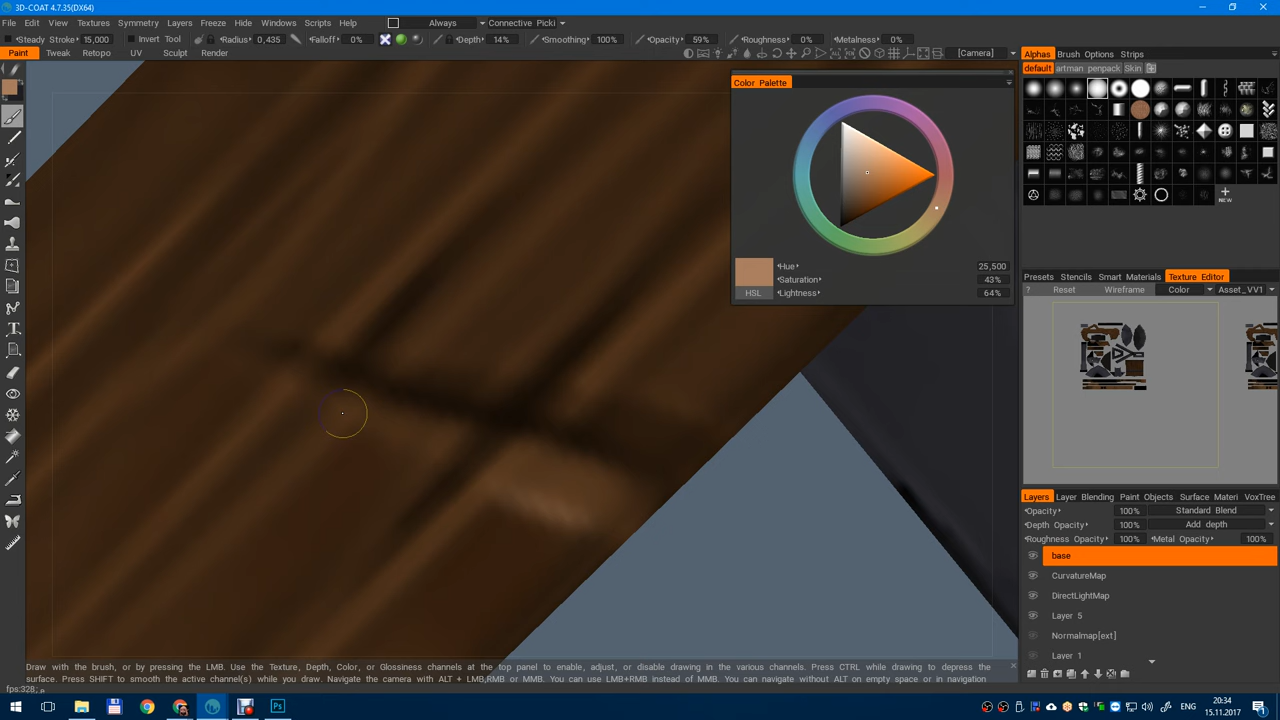 3D-COAT 4.7.35(DX64)
File Edit View Textures Symmetry Layers Freeze Hide Windows Scripts Help Always Connective Picki
Steady Stroke 15,000 Invert Tool Radius 0,435 Falloff 0% Depth 14% Smoothing 100% Opacity 59% Roughness 0% Metalness 0%
Paint Tweak Retopo UV Sculpt Render [Camera]
Color Palette
Hue 25,500
Saturation 43%
HSL Lightness 64%
Alphas Brush Options Strips
default artman penpack Skin
NEW
Presets Stencils Smart Materials Texture Editor
? Reset Wireframe Color Asset_VV1
Layers Layer Blending Paint Objects Surface Materi VoxTree
Opacity 100% Standard Blend
Depth Opacity 100% Add depth
Roughness Opacity 100% Metal Opacity 100%
base
CurvatureMap
DirectLightMap
Layer 5
Normalmap[ext]
Layer 1
Draw with the brush, or by pressing the LMB. Use the Texture, Depth, Color, or Glossiness channels at the top panel to enable, adjust, or disable drawing in the various channels. Press CTRL while drawing to depress the
surface. Press SHIFT to smooth the active channel(s) while you draw. Navigate the camera with ALT + LMB,RMB or MMB. You can use LMB+RMB instead of MMB. You can navigate without ALT on empty space or in navigation
fps:328;
ENG
20:34
15.11.2017